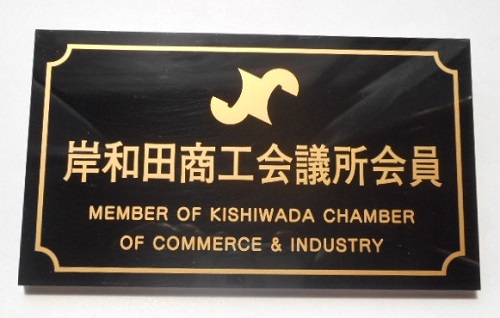 岸和田商工会議所会員
MEMBER OF KISHIWADA CHAMBER
OF COMMERCE & INDUSTRY